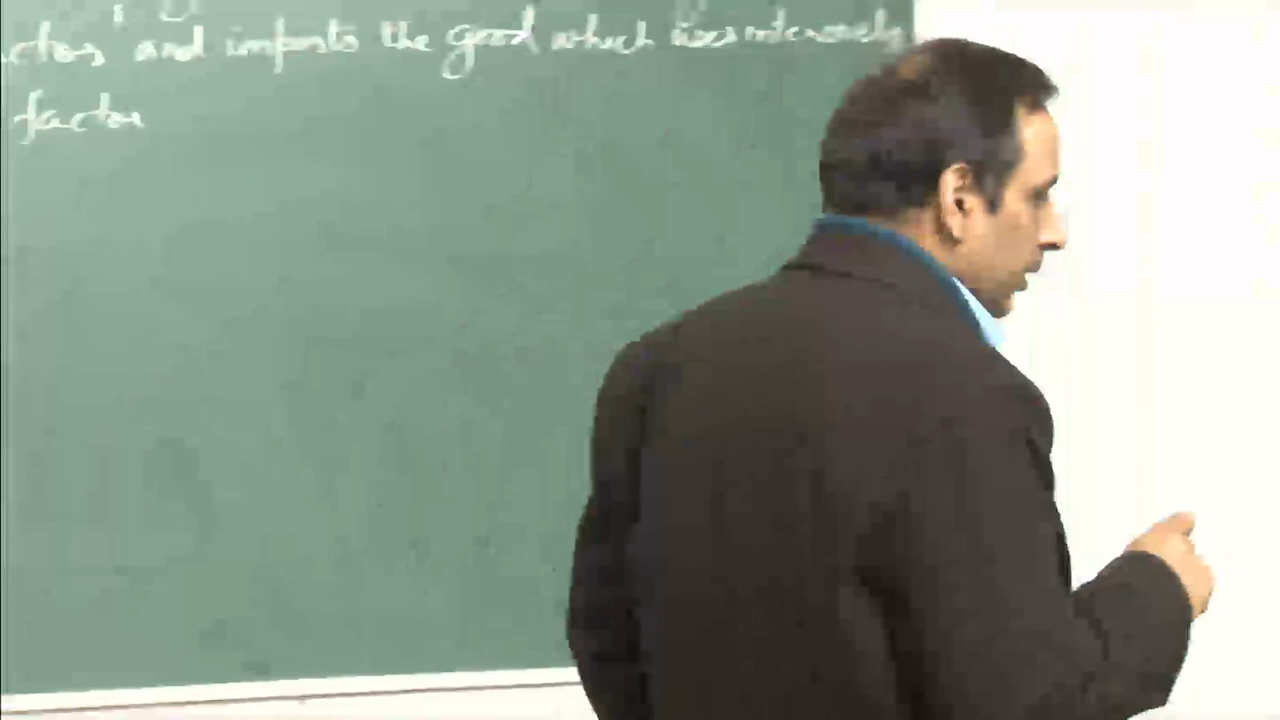 ctors and imports the good which uses intensively
factor